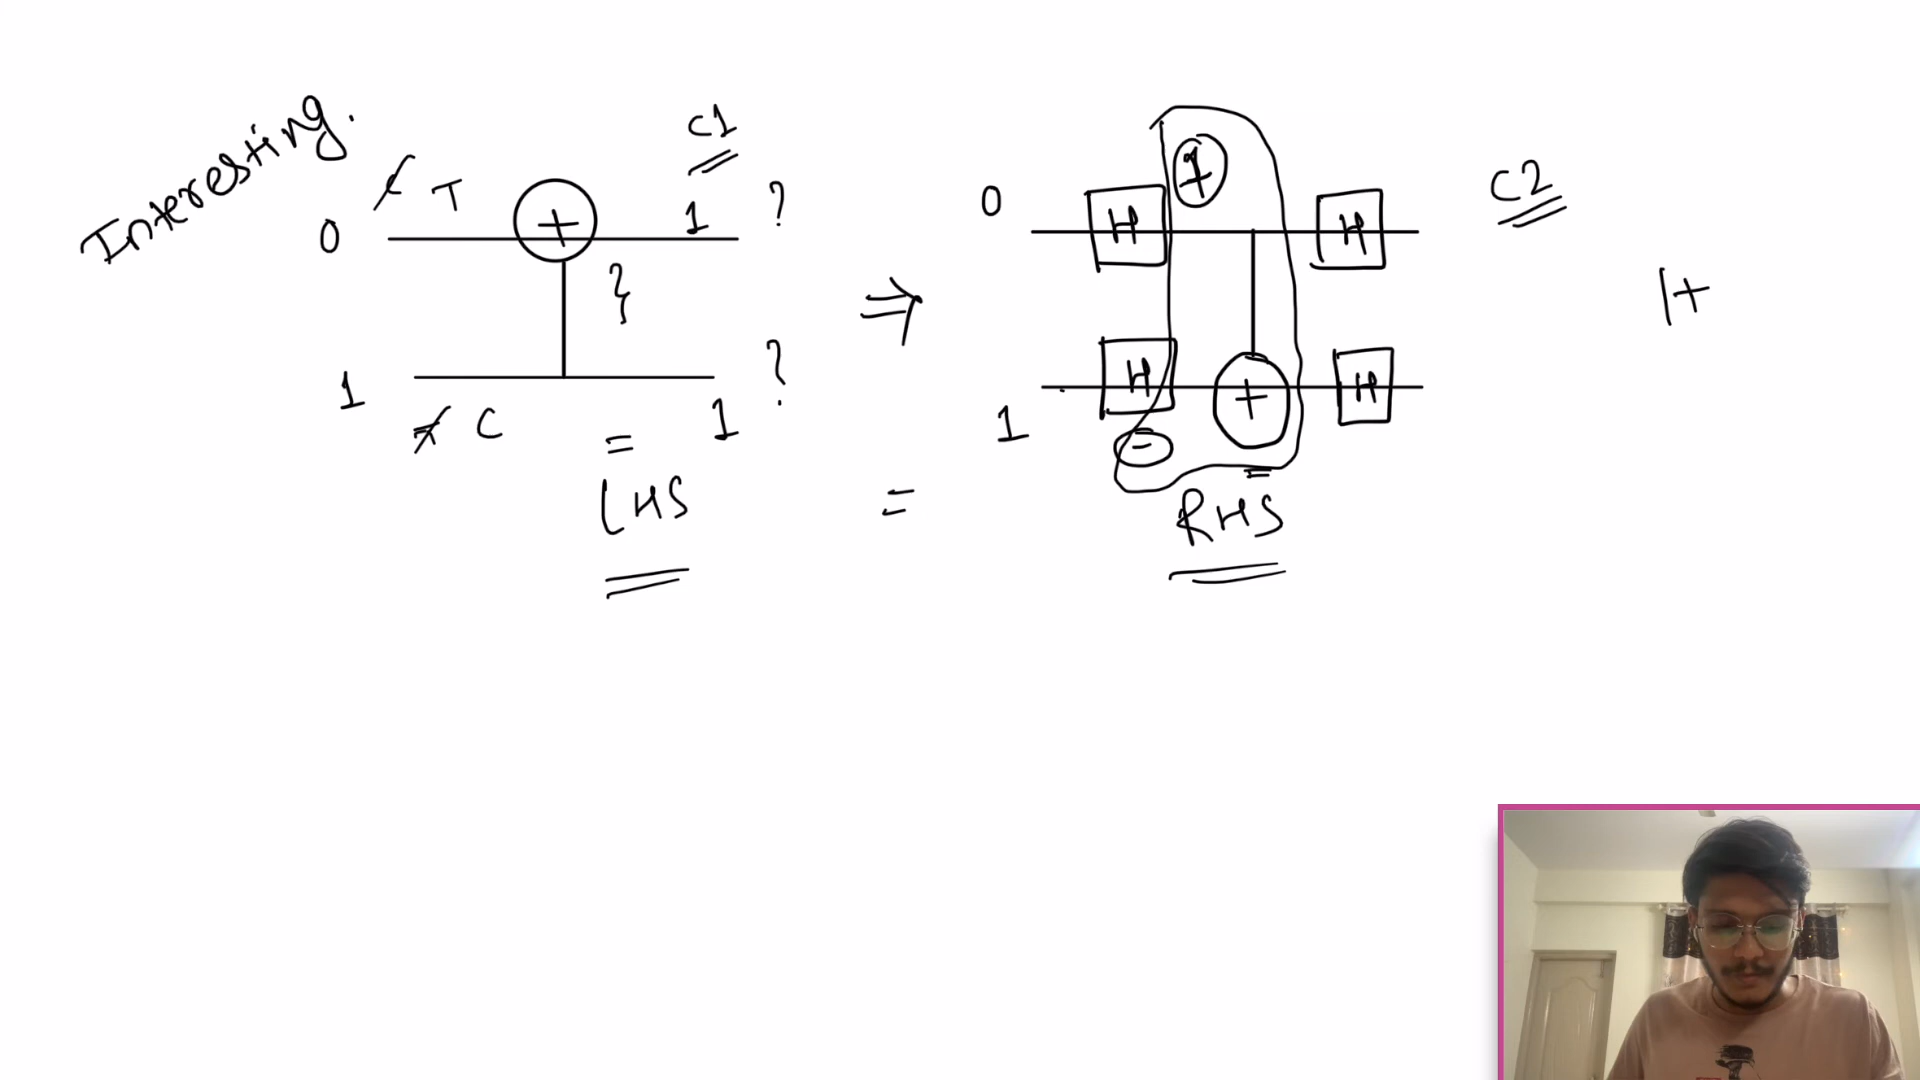 Interesting.
C T
0
C1
1 ?
+
}
1
C
1 ?
=
LHS
⇒
=
0
H + H
C2
1
H + H
-
=
RHS
|+